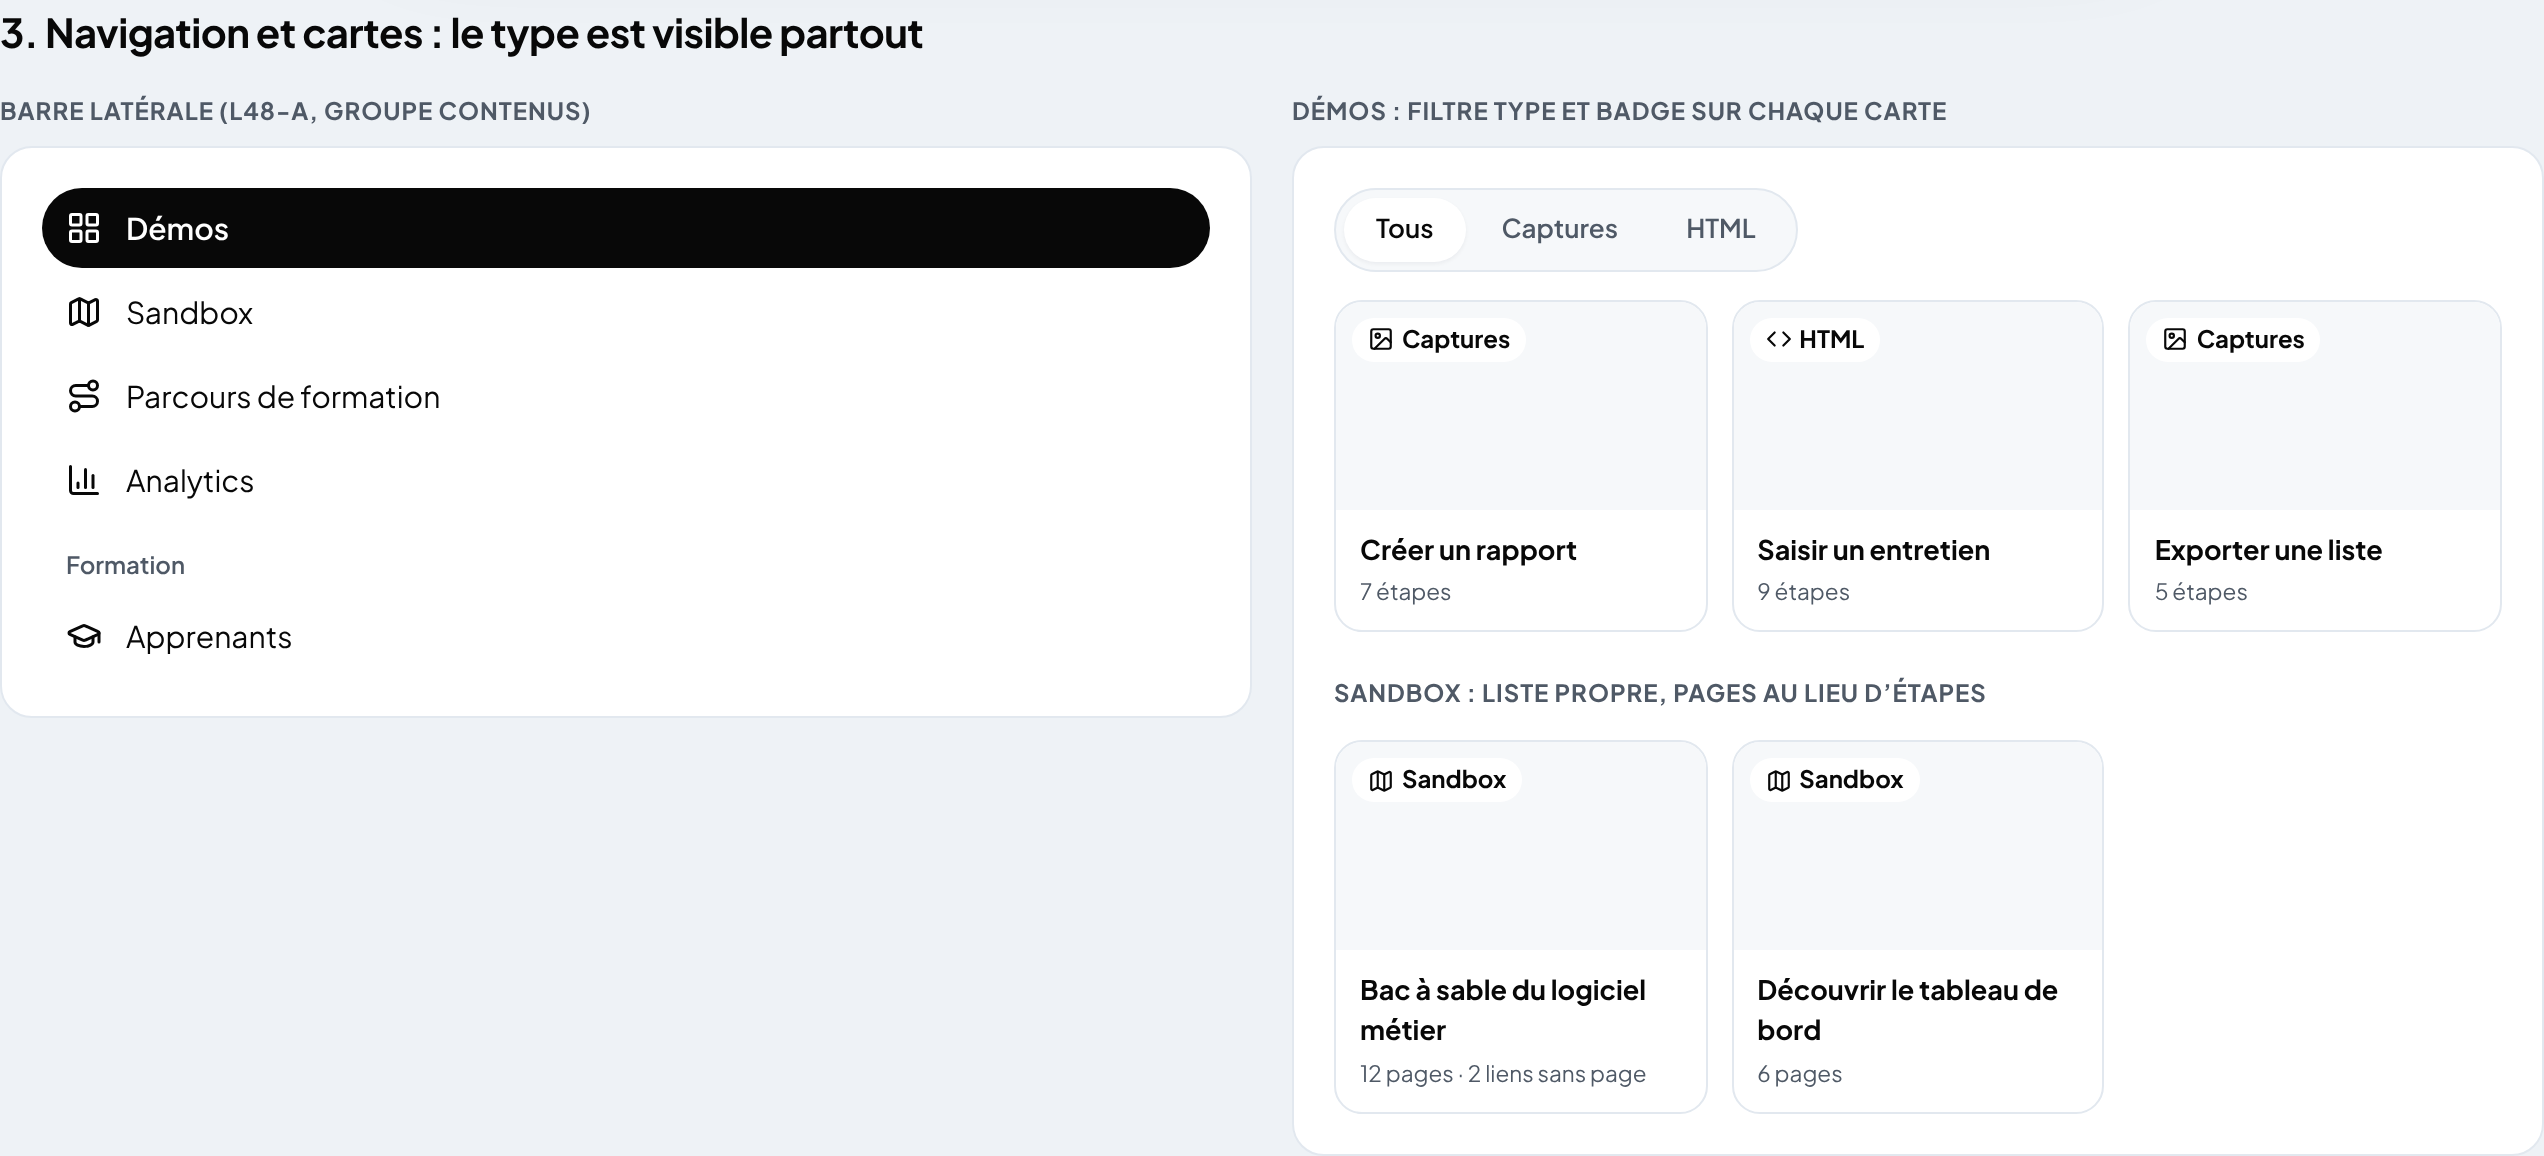 3. Navigation et cartes : le type est visible partout
BARRE LATÉRALE (L48-A, GROUPE CONTENUS)
Démos
Sandbox
Parcours de formation
Analytics
Formation
Apprenants
DÉMOS : FILTRE TYPE ET BADGE SUR CHAQUE CARTE
Tous Captures HTML
Captures
Créer un rapport
7 étapes
HTML
Saisir un entretien
9 étapes
Captures
Exporter une liste
5 étapes
SANDBOX : LISTE PROPRE, PAGES AU LIEU D’ÉTAPES
Sandbox
Bac à sable du logiciel
métier
12 pages · 2 liens sans page
Sandbox
Découvrir le tableau de
bord
6 pages